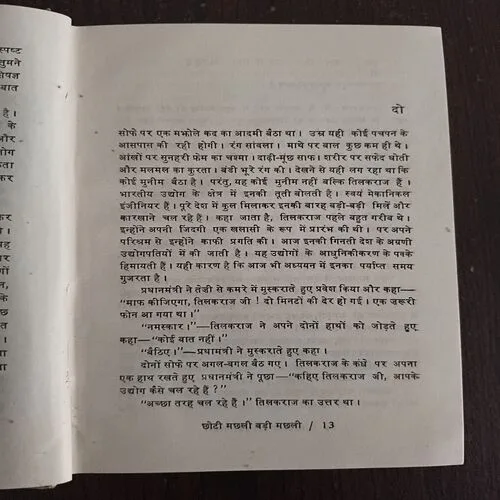 स्पष्ट
तुमने
बात
है।
के
और
लोग
कर
यह
कर
दो
सोफे पर एक मझोले कद का आदमी बैठा था। उम्र यही कोई पचपन के
आसपास की रही होगी। रंग सांवला। माथे पर बाल कुछ कम ही थे।
आंखों पर सुनहरी फ्रेम का चश्मा। दाढ़ी-मूंछ साफ। शरीर पर सफेद धोती
और मलमल का कुरता। बंडी भूरे रंग की। देखने से यही लग रहा था कि
कोई मुनीम बैठा है। परंतु, यह कोई मुनीम नहीं बल्कि तिलकराज हैं।
भारतीय उद्योग के क्षेत्र में इनकी तूती बोलती है। स्वयं मेकानिकल
इंजीनियर हैं। पूरे देश में कुल मिलाकर इनकी बारह बड़ी-बड़ी मिलें और
कारखाने चल रहे हैं। कहा जाता है, तिलकराज पहले बहुत गरीब थे।
इन्होंने अपनी जिंदगी एक खलासी के रूप में प्रारंभ की थी। पर अपने
परिश्रम से इन्होंने काफी प्रगति की। आज इनकी गिनती देश के अग्रणी
उद्योगपतियों में की जाती है। यह उद्योगों के आधुनिकीकरण के पक्के
हिमायती हैं। यही कारण है कि आज भी अध्ययन में इनका पर्याप्त समय
गुजरता है।
प्रधानमंत्री ने तेजी से कमरे में मुस्कराते हुए प्रवेश किया और कहा—
“माफ कीजिएगा, तिलकराज जी ! दो मिनटों की देर हो गई। एक जरूरी
फोन आ गया था।”
“नमस्कार।”—तिलकराज ने अपने दोनों हाथों को जोड़ते हुए
कहा—“कोई बात नहीं।”
“बैठिए।”—प्रधामंत्री ने मुस्कराते हुए कहा।
दोनों सोफे पर अगल-बगल बैठ गए। तिलकराज के कंधे पर अपना
एक हाथ रखते हुए प्रधानमंत्री ने पूछा—“कहिए तिलकराज जी, आपके
उद्योग कैसे चल रहे हैं ?”
“अच्छा तरह चल रहे हैं।” तिलकराज का उत्तर था।
छोटी मछली बड़ी मछली / 13